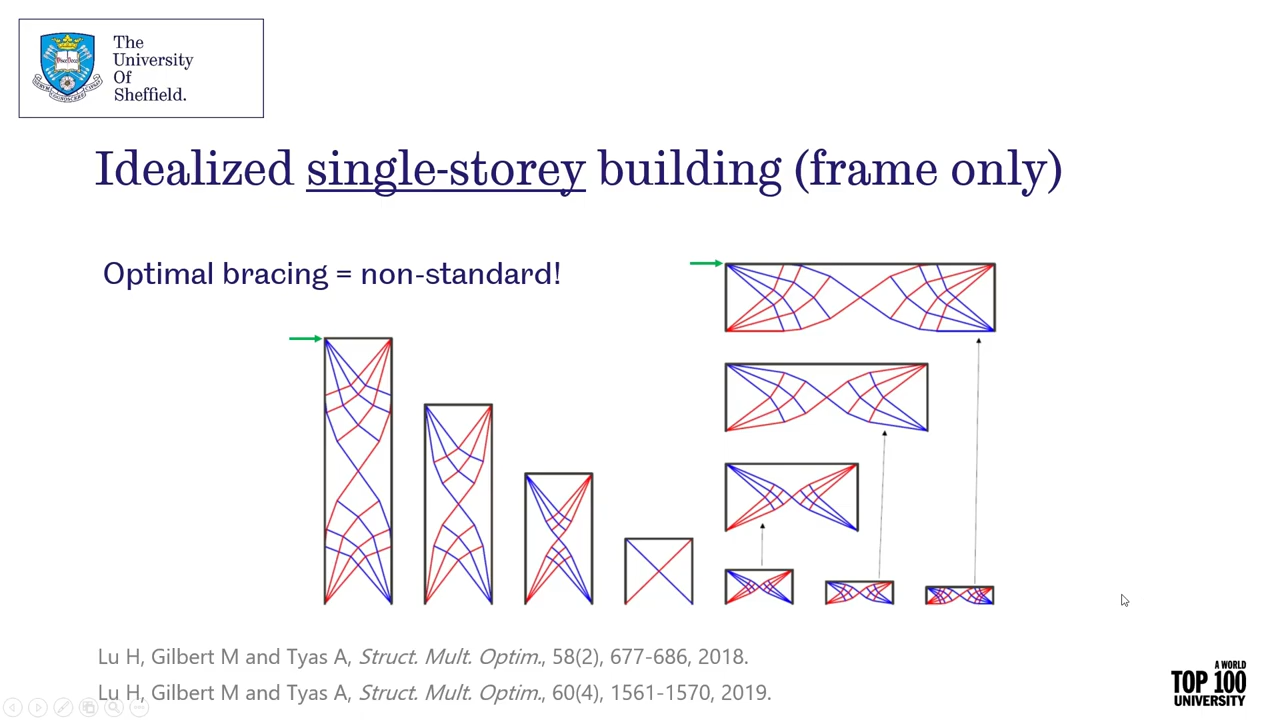 The
University
Of
Sheffield.
Idealized single-storey building (frame only)
Optimal bracing = non-standard!
Lu H, Gilbert M and Tyas A, Struct. Mult. Optim., 58(2), 677-686, 2018.
Lu H, Gilbert M and Tyas A, Struct. Mult. Optim., 60(4), 1561-1570, 2019.
A WORLD
TOP 100
UNIVERSITY